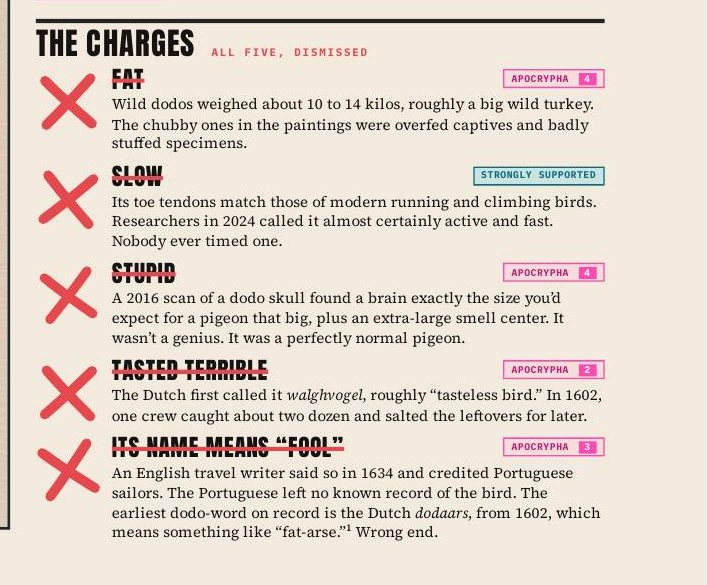 THE CHARGES ALL FIVE, DISMISSED
FAT APOCRYPHA 4
Wild dodos weighed about 10 to 14 kilos, roughly a big wild turkey.
The chubby ones in the paintings were overfed captives and badly
stuffed specimens.
SLOW STRONGLY SUPPORTED
Its toe tendons match those of modern running and climbing birds.
Researchers in 2024 called it almost certainly active and fast.
Nobody ever timed one.
STUPID APOCRYPHA 4
A 2016 scan of a dodo skull found a brain exactly the size you’d
expect for a pigeon that big, plus an extra-large smell center. It
wasn’t a genius. It was a perfectly normal pigeon.
TASTED TERRIBLE APOCRYPHA 2
The Dutch first called it walghvogel, roughly “tasteless bird.” In 1602,
one crew caught about two dozen and salted the leftovers for later.
ITS NAME MEANS “FOOL” APOCRYPHA 3
An English travel writer said so in 1634 and credited Portuguese
sailors. The Portuguese left no known record of the bird. The
earliest dodo-word on record is the Dutch dodaars, from 1602, which
means something like “fat-arse.”¹ Wrong end.